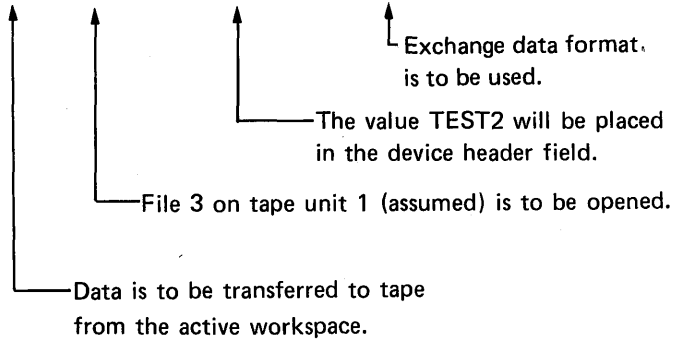 Exchange data format.
is to be used.
The value TEST2 will be placed
in the device header field.
File 3 on tape unit 1 (assumed) is to be opened.
Data is to be transferred to tape
from the active workspace.